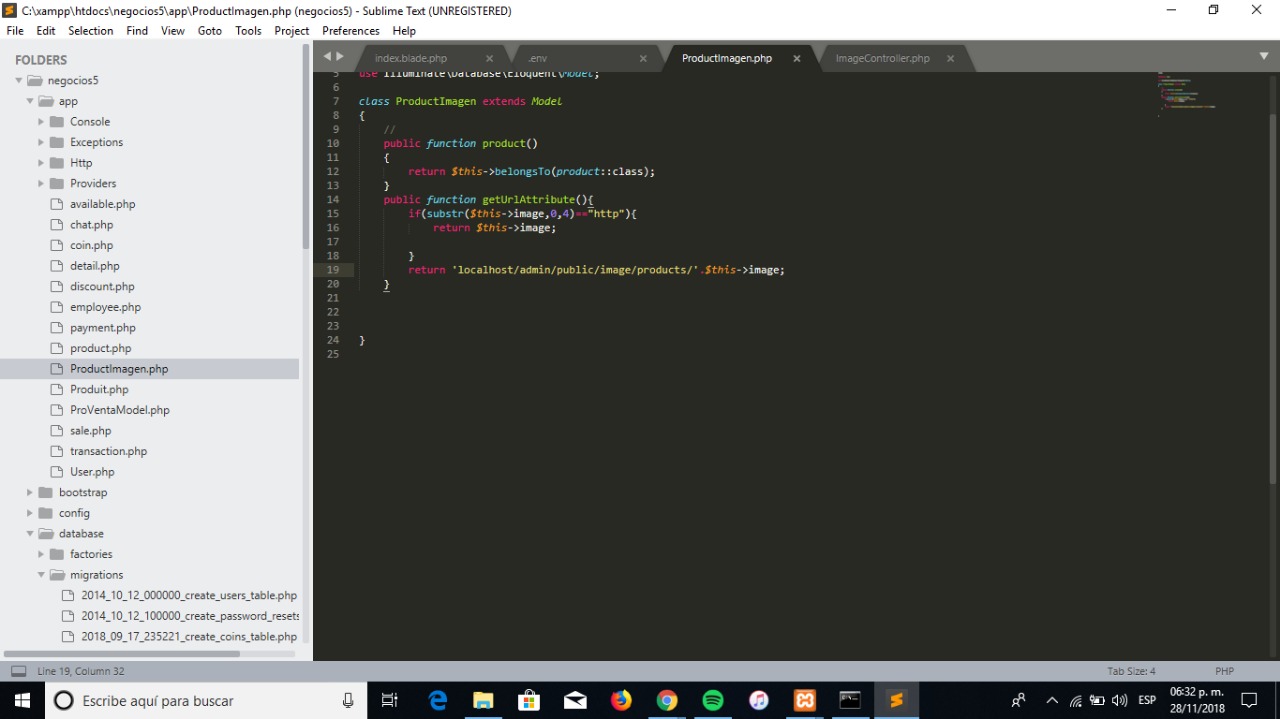 C:\xampp\htdocs\negocios5\app\ProductImagen.php (negocios5) - Sublime Text (UNREGISTERED)
File Edit Selection Find View Goto Tools Project Preferences Help
FOLDERS
negocios5
app
Console
Exceptions
Http
Providers
available.php
chat.php
coin.php
detail.php
discount.php
employee.php
payment.php
product.php
ProductImagen.php
Produit.php
ProVentaModel.php
sale.php
transaction.php
User.php
bootstrap
config
database
factories
migrations
2014_10_12_000000_create_users_table.php
2014_10_12_100000_create_password_resets
2018_09_17_235221_create_coins_table.php
index.blade.php × .env × ProductImagen.php × ImageController.php ×
5 use Illuminate\Database\Eloquent\Model;
6
7 class ProductImagen extends Model
8 {
9 //
10 public function product()
11 {
12 return $this->belongsTo(product::class);
13 }
14 public function getUrlAttribute(){
15 if(substr($this->image,0,4)=="http"){
16 return $this->image;
17
18 }
19 return 'localhost/admin/public/image/products/'.$this->image;
20 }
21
22
23
24 }
25
Line 19, Column 32 Tab Size: 4 PHP
Escribe aquí para buscar
ESP
06:32 p. m.
28/11/2018